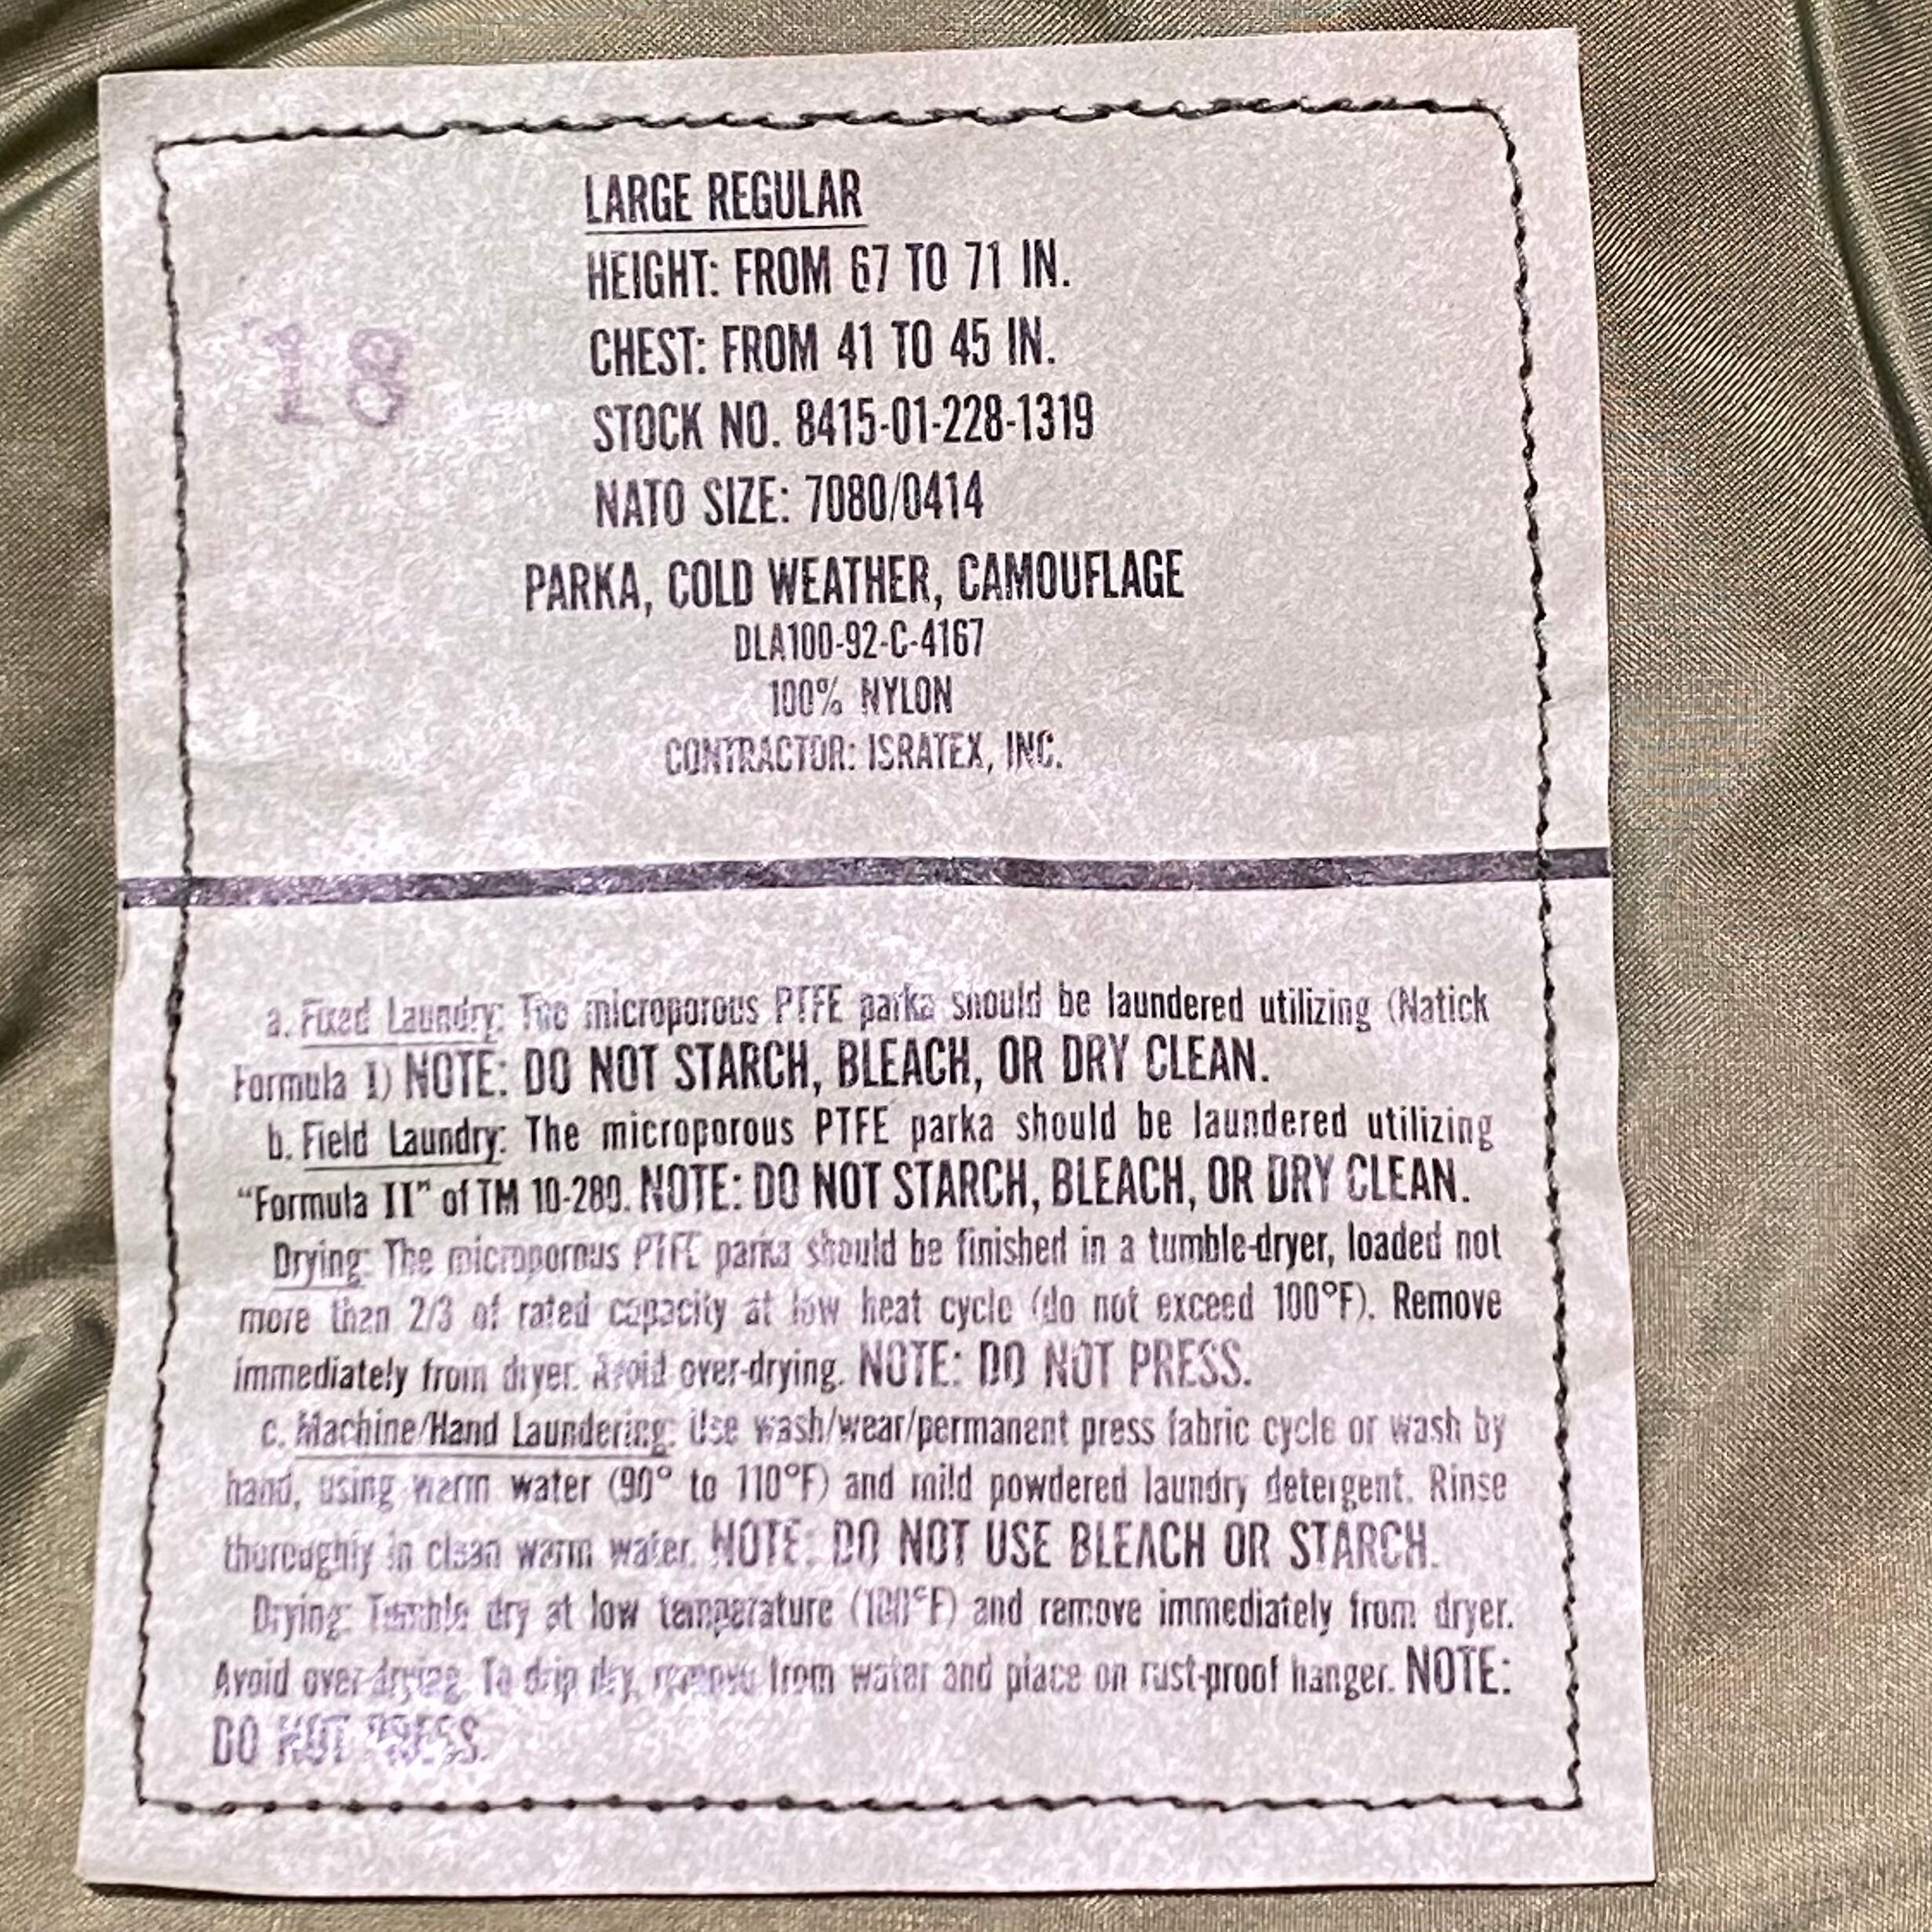 LARGE REGULAR
HEIGHT: FROM 67 TO 71 IN.
CHEST: FROM 41 TO 45 IN.
18
STOCK NO. 8415-01-228-1319
NATO SIZE: 7080/0414
PARKA, COLD WEATHER, CAMOUFLAGE
DLA100-92-C-4167
100% NYLON
CONTRACTOR: ISRATEX, INC.
a. Fixed Laundry: The microporous PTFE parka should be laundered utilizing (Natick
Formula 1) NOTE: DO NOT STARCH, BLEACH, OR DRY CLEAN.
b. Field Laundry: The microporous PTFE parka should be laundered utilizing
"Formula II" of TM 10-280. NOTE: DO NOT STARCH, BLEACH, OR DRY CLEAN.
Drying: The microporous PTFE parka should be finished in a tumble-dryer, loaded not
more than 2/3 of rated capacity at low heat cycle (do not exceed 100°F). Remove
immediately from dryer. Avoid over-drying. NOTE: DO NOT PRESS.
c. Machine/Hand Laundering: Use wash/wear/permanent press fabric cycle or wash by
hand, using warm water (90° to 110°F) and mild powdered laundry detergent. Rinse
thoroughly in clean warm water. NOTE: DO NOT USE BLEACH OR STARCH.
Drying: Tumble dry at low temperature (100°F) and remove immediately from dryer.
Avoid over-drying. To drip dry, remove from water and place on rust-proof hanger. NOTE:
DO NOT PRESS.